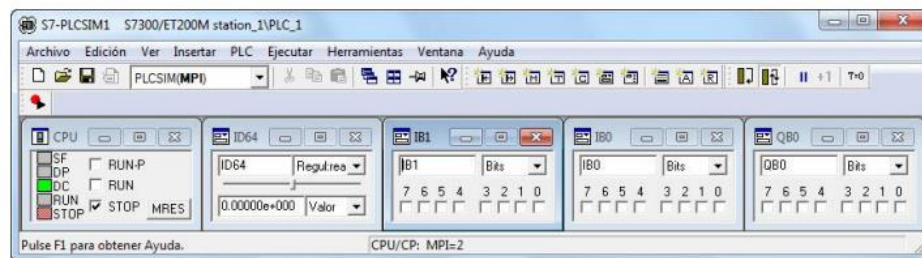 S7-PLCSIM1 S7300/ET200M station_1\PLC_1
Archivo Edición Ver Insertar PLC Ejecutar Herramientas Ventana Ayuda
PLCSIM(MPI) +1 T=0
CPU
SF
DP
DC
RUN
STOP
RUN-P
RUN
STOP MRES
ID64
ID64 Regul:rea
0.00000e+000 Valor
IB1
IB1 Bits
7 6 5 4 3 2 1 0
IB0
IB0 Bits
7 6 5 4 3 2 1 0
QB0
QB0 Bits
7 6 5 4 3 2 1 0
Pulse F1 para obtener Ayuda. CPU/CP: MPI=2